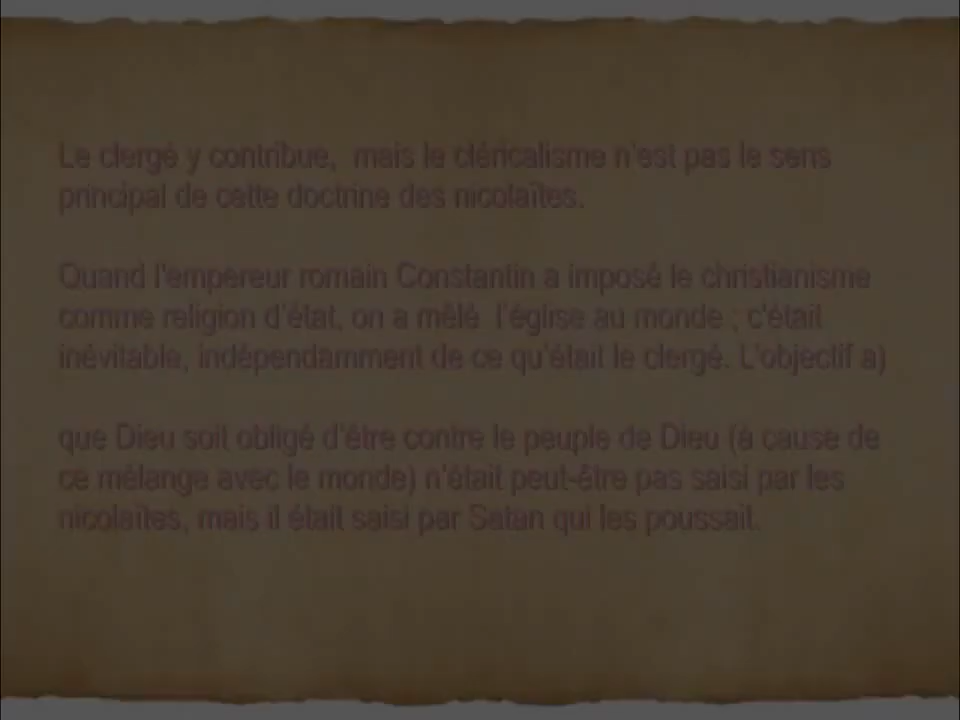 Le clergé y contribue,  mais le cléricalisme n'est pas le sens
principal de cette doctrine des nicolaïtes.
Quand l'empereur romain Constantin a imposé le christianisme
comme religion d'état, on a mêlé  l'église au monde ; c'était
inévitable, indépendamment de ce qu'était le clergé. L'objectif a)
que Dieu soit obligé d'être contre le peuple de Dieu (à cause de
ce mélange avec le monde) n'était peut-être pas saisi par les
nicolaïtes, mais il était saisi par Satan qui les poussait.